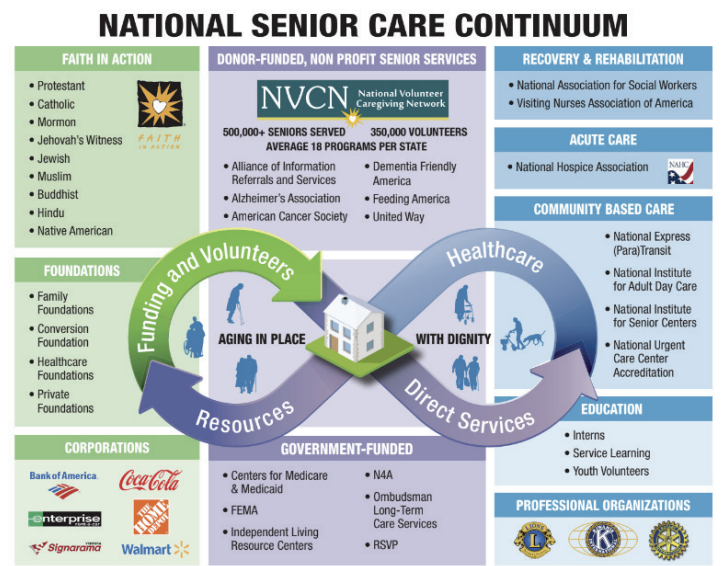 NATIONAL SENIOR CARE CONTINUUM
FAITH IN ACTION
• Protestant
• Catholic
• Mormon
• Jehovah's Witness
• Jewish
• Muslim
• Buddhist
• Hindu
• Native American
FAITH
IN ACTION
DONOR-FUNDED, NON PROFIT SENIOR SERVICES
NVCN National Volunteer
Caregiving Network
500,000+ SENIORS SERVED 350,000 VOLUNTEERS
AVERAGE 18 PROGRAMS PER STATE
• Alliance of Information
Referrals and Services
• Alzheimer's Association
• American Cancer Society
• Dementia Friendly
America
• Feeding America
• United Way
RECOVERY & REHABILITATION
• National Association for Social Workers
• Visiting Nurses Association of America
ACUTE CARE
• National Hospice Association
NAHC
COMMUNITY BASED CARE
• National Express
(Para)Transit
• National Institute
for Adult Day Care
• National Institute
for Senior Centers
• National Urgent
Care Center
Accreditation
FOUNDATIONS
• Family
Foundations
• Conversion
Foundation
• Healthcare
Foundations
• Private
Foundations
Funding and Volunteers
Healthcare
AGING IN PLACE
WITH DIGNITY
Resources
Direct Services
CORPORATIONS
Bank of America
Coca-Cola
enterprise
rent-a-car
THE
HOME
DEPOT
Signarama
Walmart
GOVERNMENT-FUNDED
• Centers for Medicare
& Medicaid
• FEMA
• Independent Living
Resource Centers
• N4A
• Ombudsman
Long-Term
Care Services
• RSVP
EDUCATION
• Interns
• Service Learning
• Youth Volunteers
PROFESSIONAL ORGANIZATIONS
LIONS
L
K